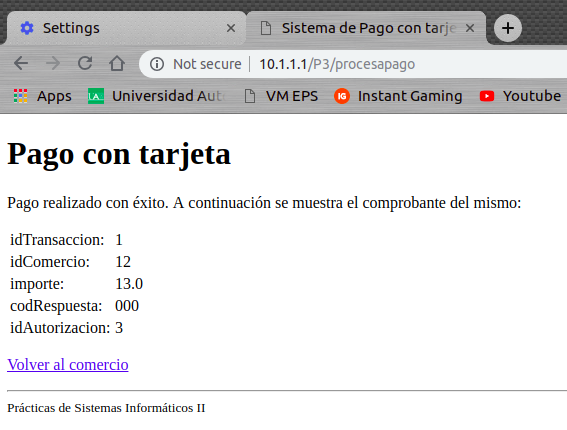 Settings
Sistema de Pago con tarje
Not secure 10.1.1.1/P3/procesapago
Apps Universidad Aut VM EPS Instant Gaming Youtube
Pago con tarjeta
Pago realizado con éxito. A continuación se muestra el comprobante del mismo:
idTransaccion: 1
idComercio: 12
importe: 13.0
codRespuesta: 000
idAutorizacion: 3
Volver al comercio
Prácticas de Sistemas Informáticos II